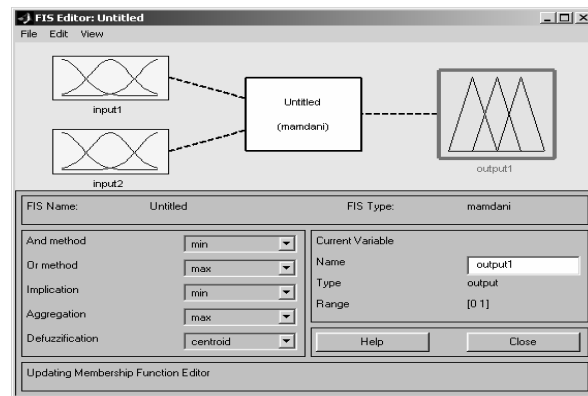 FIS Editor: Untitled
File Edit View
input1
input2
Untitled
(mamdani)
output1
FIS Name: Untitled FIS Type: mamdani
And method min
Or method max
Implication min
Aggregation max
Defuzzification centroid
Current Variable
Name output1
Type output
Range [0 1]
Help Close
Updating Membership Function Editor